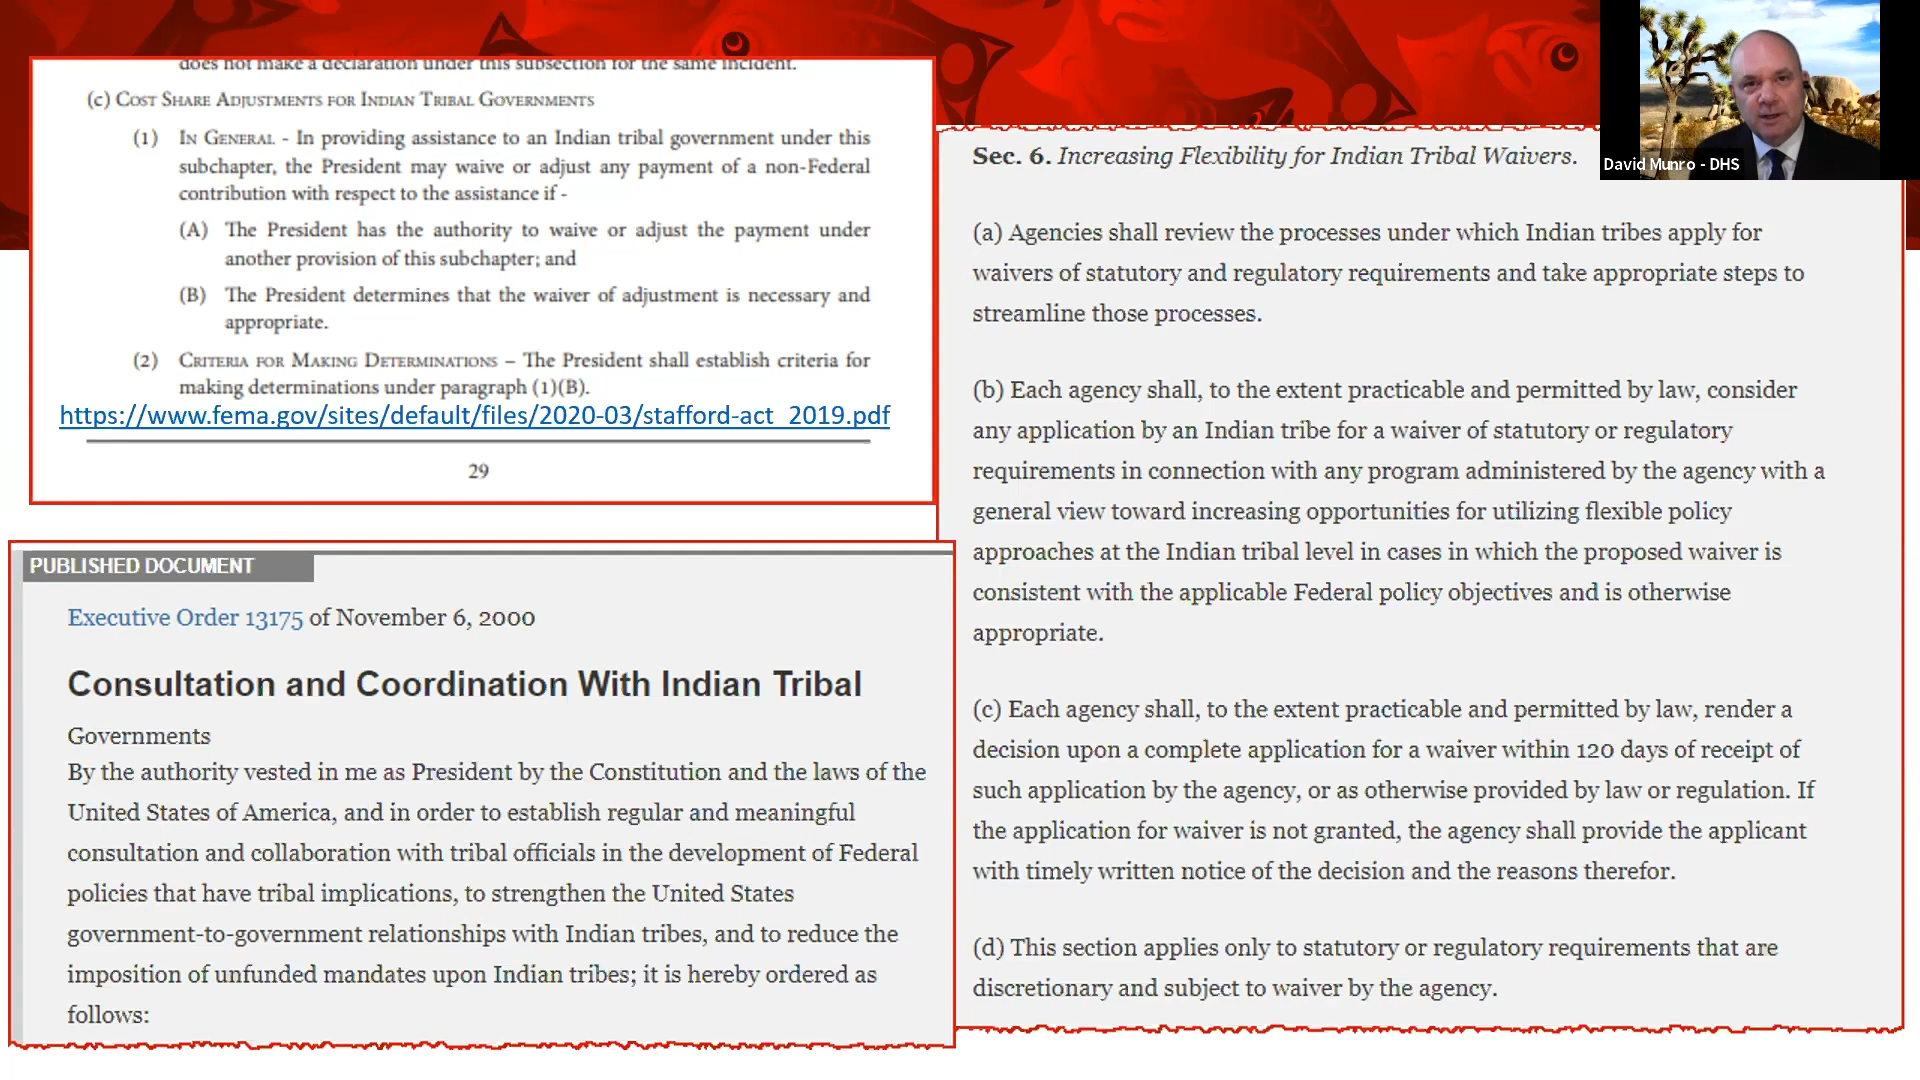 does not make a declaration under this subsection for the same incident.
(c) COST SHARE ADJUSTMENTS FOR INDIAN TRIBAL GOVERNMENTS
(1) IN GENERAL - In providing assistance to an Indian tribal government under this
subchapter, the President may waive or adjust any payment of a non-Federal
contribution with respect to the assistance if -
(A) The President has the authority to waive or adjust the payment under
another provision of this subchapter; and
(B) The President determines that the waiver of adjustment is necessary and
appropriate.
(2) CRITERIA FOR MAKING DETERMINATIONS – The President shall establish criteria for
making determinations under paragraph (1)(B).
https://www.fema.gov/sites/default/files/2020-03/stafford-act_2019.pdf
29
PUBLISHED DOCUMENT
Executive Order 13175 of November 6, 2000
Consultation and Coordination With Indian Tribal
Governments
By the authority vested in me as President by the Constitution and the laws of the
United States of America, and in order to establish regular and meaningful
consultation and collaboration with tribal officials in the development of Federal
policies that have tribal implications, to strengthen the United States
government-to-government relationships with Indian tribes, and to reduce the
imposition of unfunded mandates upon Indian tribes; it is hereby ordered as
follows:
Sec. 6. Increasing Flexibility for Indian Tribal Waivers.
(a) Agencies shall review the processes under which Indian tribes apply for
waivers of statutory and regulatory requirements and take appropriate steps to
streamline those processes.
(b) Each agency shall, to the extent practicable and permitted by law, consider
any application by an Indian tribe for a waiver of statutory or regulatory
requirements in connection with any program administered by the agency with a
general view toward increasing opportunities for utilizing flexible policy
approaches at the Indian tribal level in cases in which the proposed waiver is
consistent with the applicable Federal policy objectives and is otherwise
appropriate.
(c) Each agency shall, to the extent practicable and permitted by law, render a
decision upon a complete application for a waiver within 120 days of receipt of
such application by the agency, or as otherwise provided by law or regulation. If
the application for waiver is not granted, the agency shall provide the applicant
with timely written notice of the decision and the reasons therefor.
(d) This section applies only to statutory or regulatory requirements that are
discretionary and subject to waiver by the agency.
David Munro - DHS